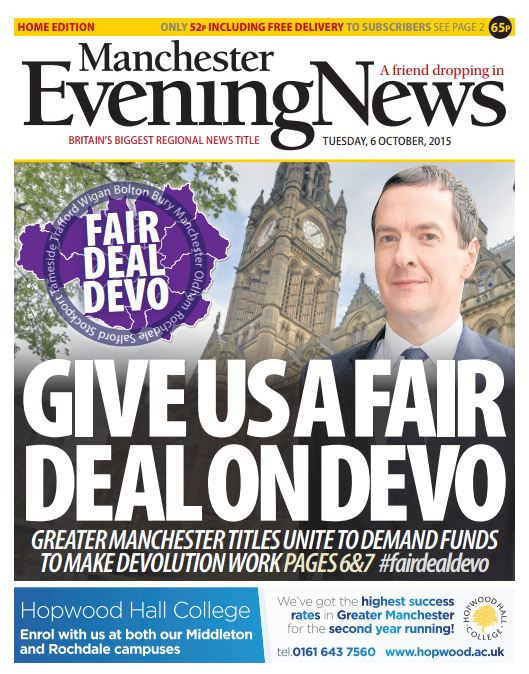 HOME EDITION
ONLY 52P INCLUDING FREE DELIVERY TO SUBSCRIBERS SEE PAGE 2
65P
Manchester
A friend dropping in
Evening News
BRITAIN'S BIGGEST REGIONAL NEWS TITLE
TUESDAY, 6 OCTOBER, 2015
Stockport Tameside Trafford Wigan Bolton Bury Manchester Oldham Rochdale Salford
FAIR
DEAL
DEVO
GIVE US A FAIR
DEAL ON DEVO
GREATER MANCHESTER TITLES UNITE TO DEMAND FUNDS
TO MAKE DEVOLUTION WORK PAGES 6&7 #fairdealdevo
Hopwood Hall College
Enrol with us at both our Middleton
and Rochdale campuses
We've got the highest success
rates in Greater Manchester
for the second year running!
tel.0161 643 7560 www.hopwood.ac.uk
HOPWOOD HALL
COLLEGE